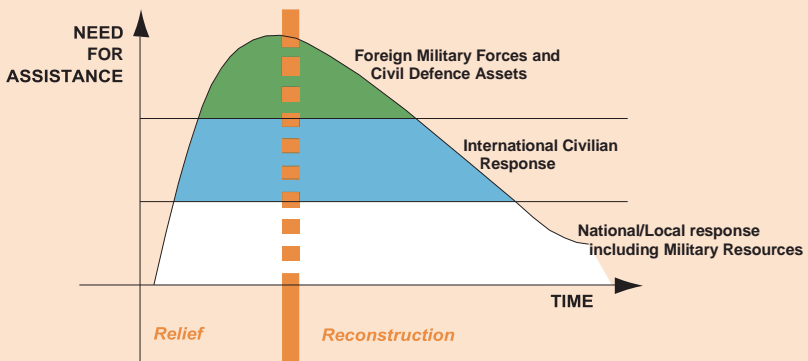 NEED
FOR
ASSISTANCE
Foreign Military Forces and
Civil Defence Assets
International Civilian
Response
National/Local response
including Military Resources
TIME
Relief
Reconstruction